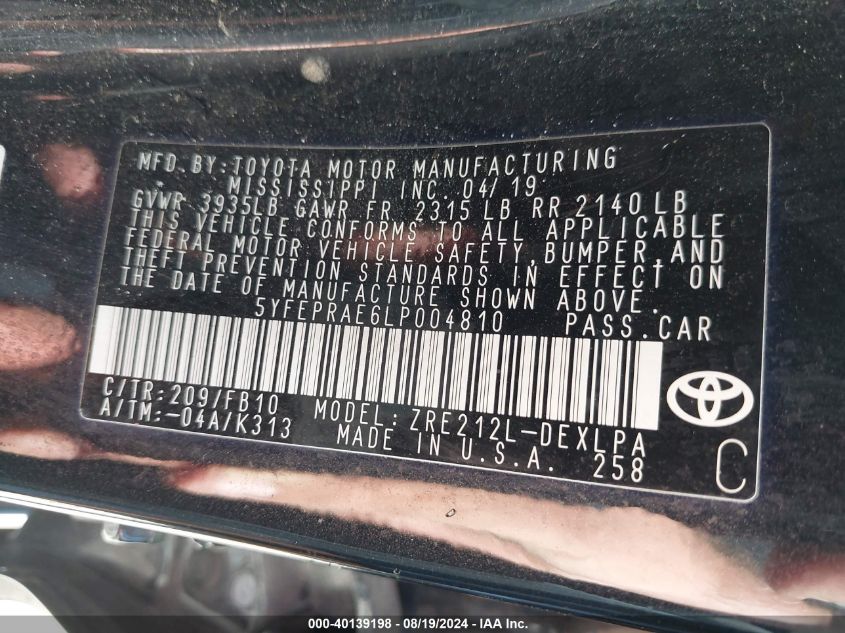 MFD.BY:TOYOTA MOTOR MANUFACTURING
MISSISSIPPI INC. 04/19
GVWR 3935LB GAWR FR 2315 LB RR 2140 LB
THIS VEHICLE CONFORMS TO ALL APPLICABLE
FEDERAL MOTOR VEHICLE SAFETY,BUMPER,AND
THEFT PREVENTION STANDARDS IN EFFECT ON
THE DATE OF MANUFACTURE SHOWN ABOVE.
5YFEPRAE6LP004810 PASS.CAR
C/TR:209/FB10 MODEL:ZRE212L-DEXLPA
A/TM:-04A/K313 MADE IN U.S.A. 258
C
000-40139198 - 08/19/2024 - IAA Inc.